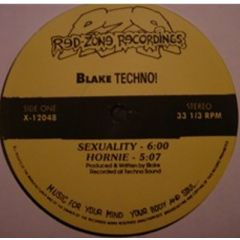 Red Zone Recordings
BLAKE TECHNO!
SIDE ONE
X-12048
STEREO
33 1/3 RPM
SEXUALITY - 6:00
HORNIE - 5:07
Produced & Written by Blake
Recorded at Techno Sound
MUSIC FOR YOUR MIND YOUR BODY AND SOUL